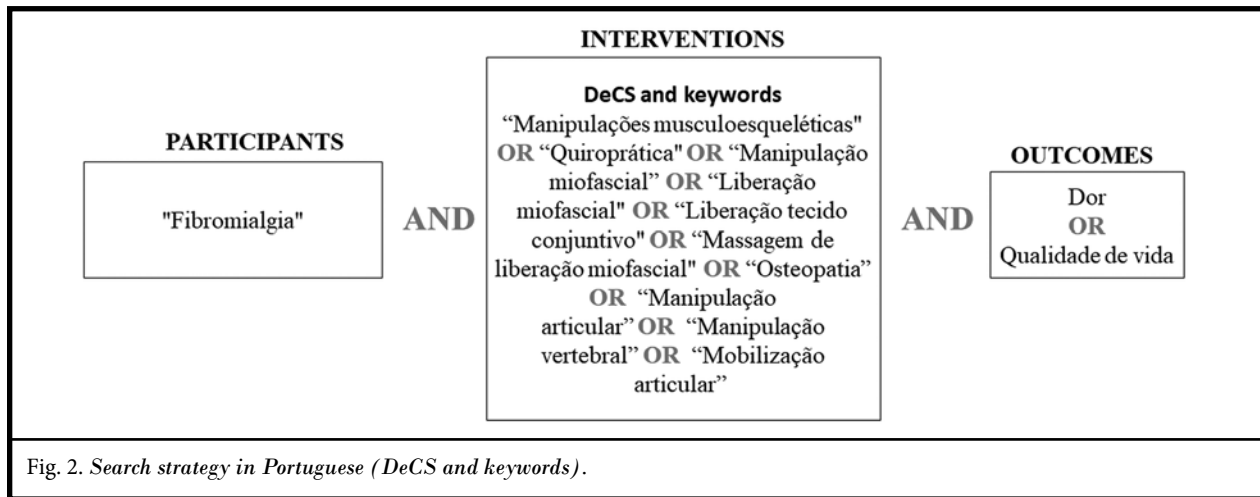 INTERVENTIONS
PARTICIPANTS
"Fibromialgia"
AND
DeCS and keywords
“Manipulações musculoesqueléticas"
OR “Quiroprática" OR “Manipulação
miofascial” OR “Liberação
miofascial" OR “Liberação tecido
conjuntivo" OR “Massagem de
liberação miofascial" OR “Osteopatia”
OR “Manipulação
articular” OR “Manipulação
vertebral” OR “Mobilização
articular”
AND
OUTCOMES
Dor
OR
Qualidade de vida
Fig. 2. Search strategy in Portuguese (DeCS and keywords).